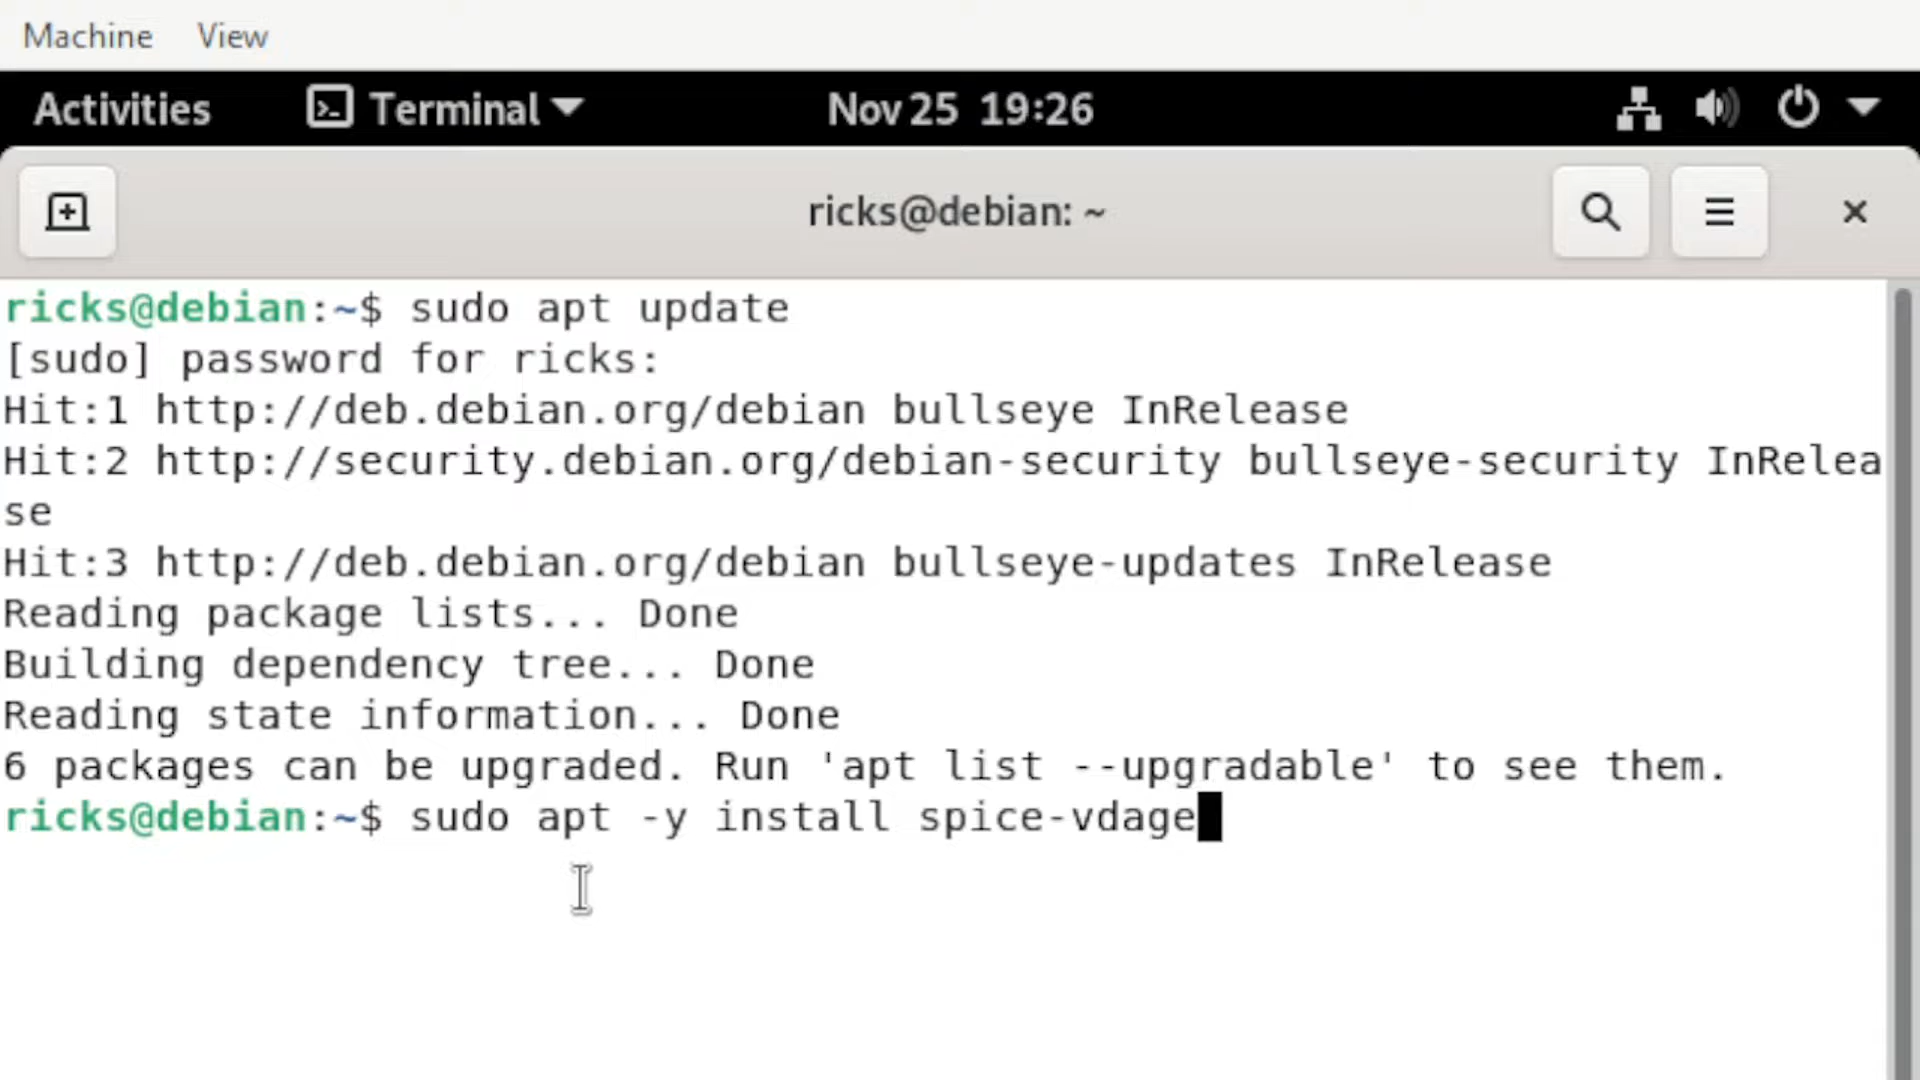 Machine View
Activities Terminal Nov 25 19:26
ricks@debian: ~
ricks@debian:~$ sudo apt update
[sudo] password for ricks:
Hit:1 http://deb.debian.org/debian bullseye InRelease
Hit:2 http://security.debian.org/debian-security bullseye-security InRelea
se
Hit:3 http://deb.debian.org/debian bullseye-updates InRelease
Reading package lists... Done
Building dependency tree... Done
Reading state information... Done
6 packages can be upgraded. Run 'apt list --upgradable' to see them.
ricks@debian:~$ sudo apt -y install spice-vdage